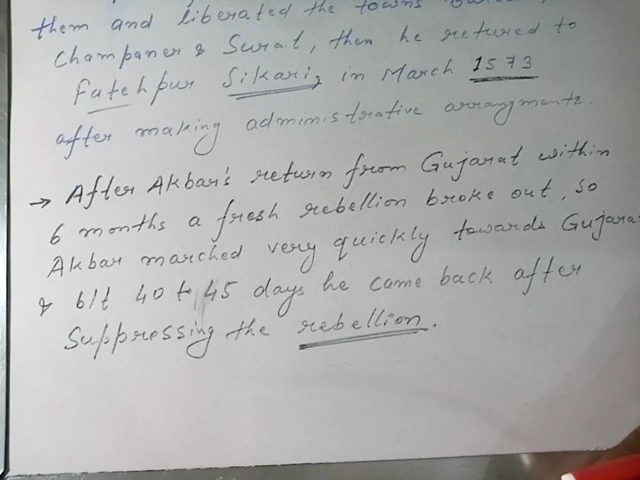 them and liberated the towns
Champaner & Surat, then he retured to
Fatehpur Sikari, in March 1573
after making administrative arrangments.
→ After Akbar's return from Gujarat within
6 months a fresh rebellion broke out, so
Akbar marched very quickly towards Gujara
& b/t 40 to 45 days he came back after
Suppressing the rebellion.